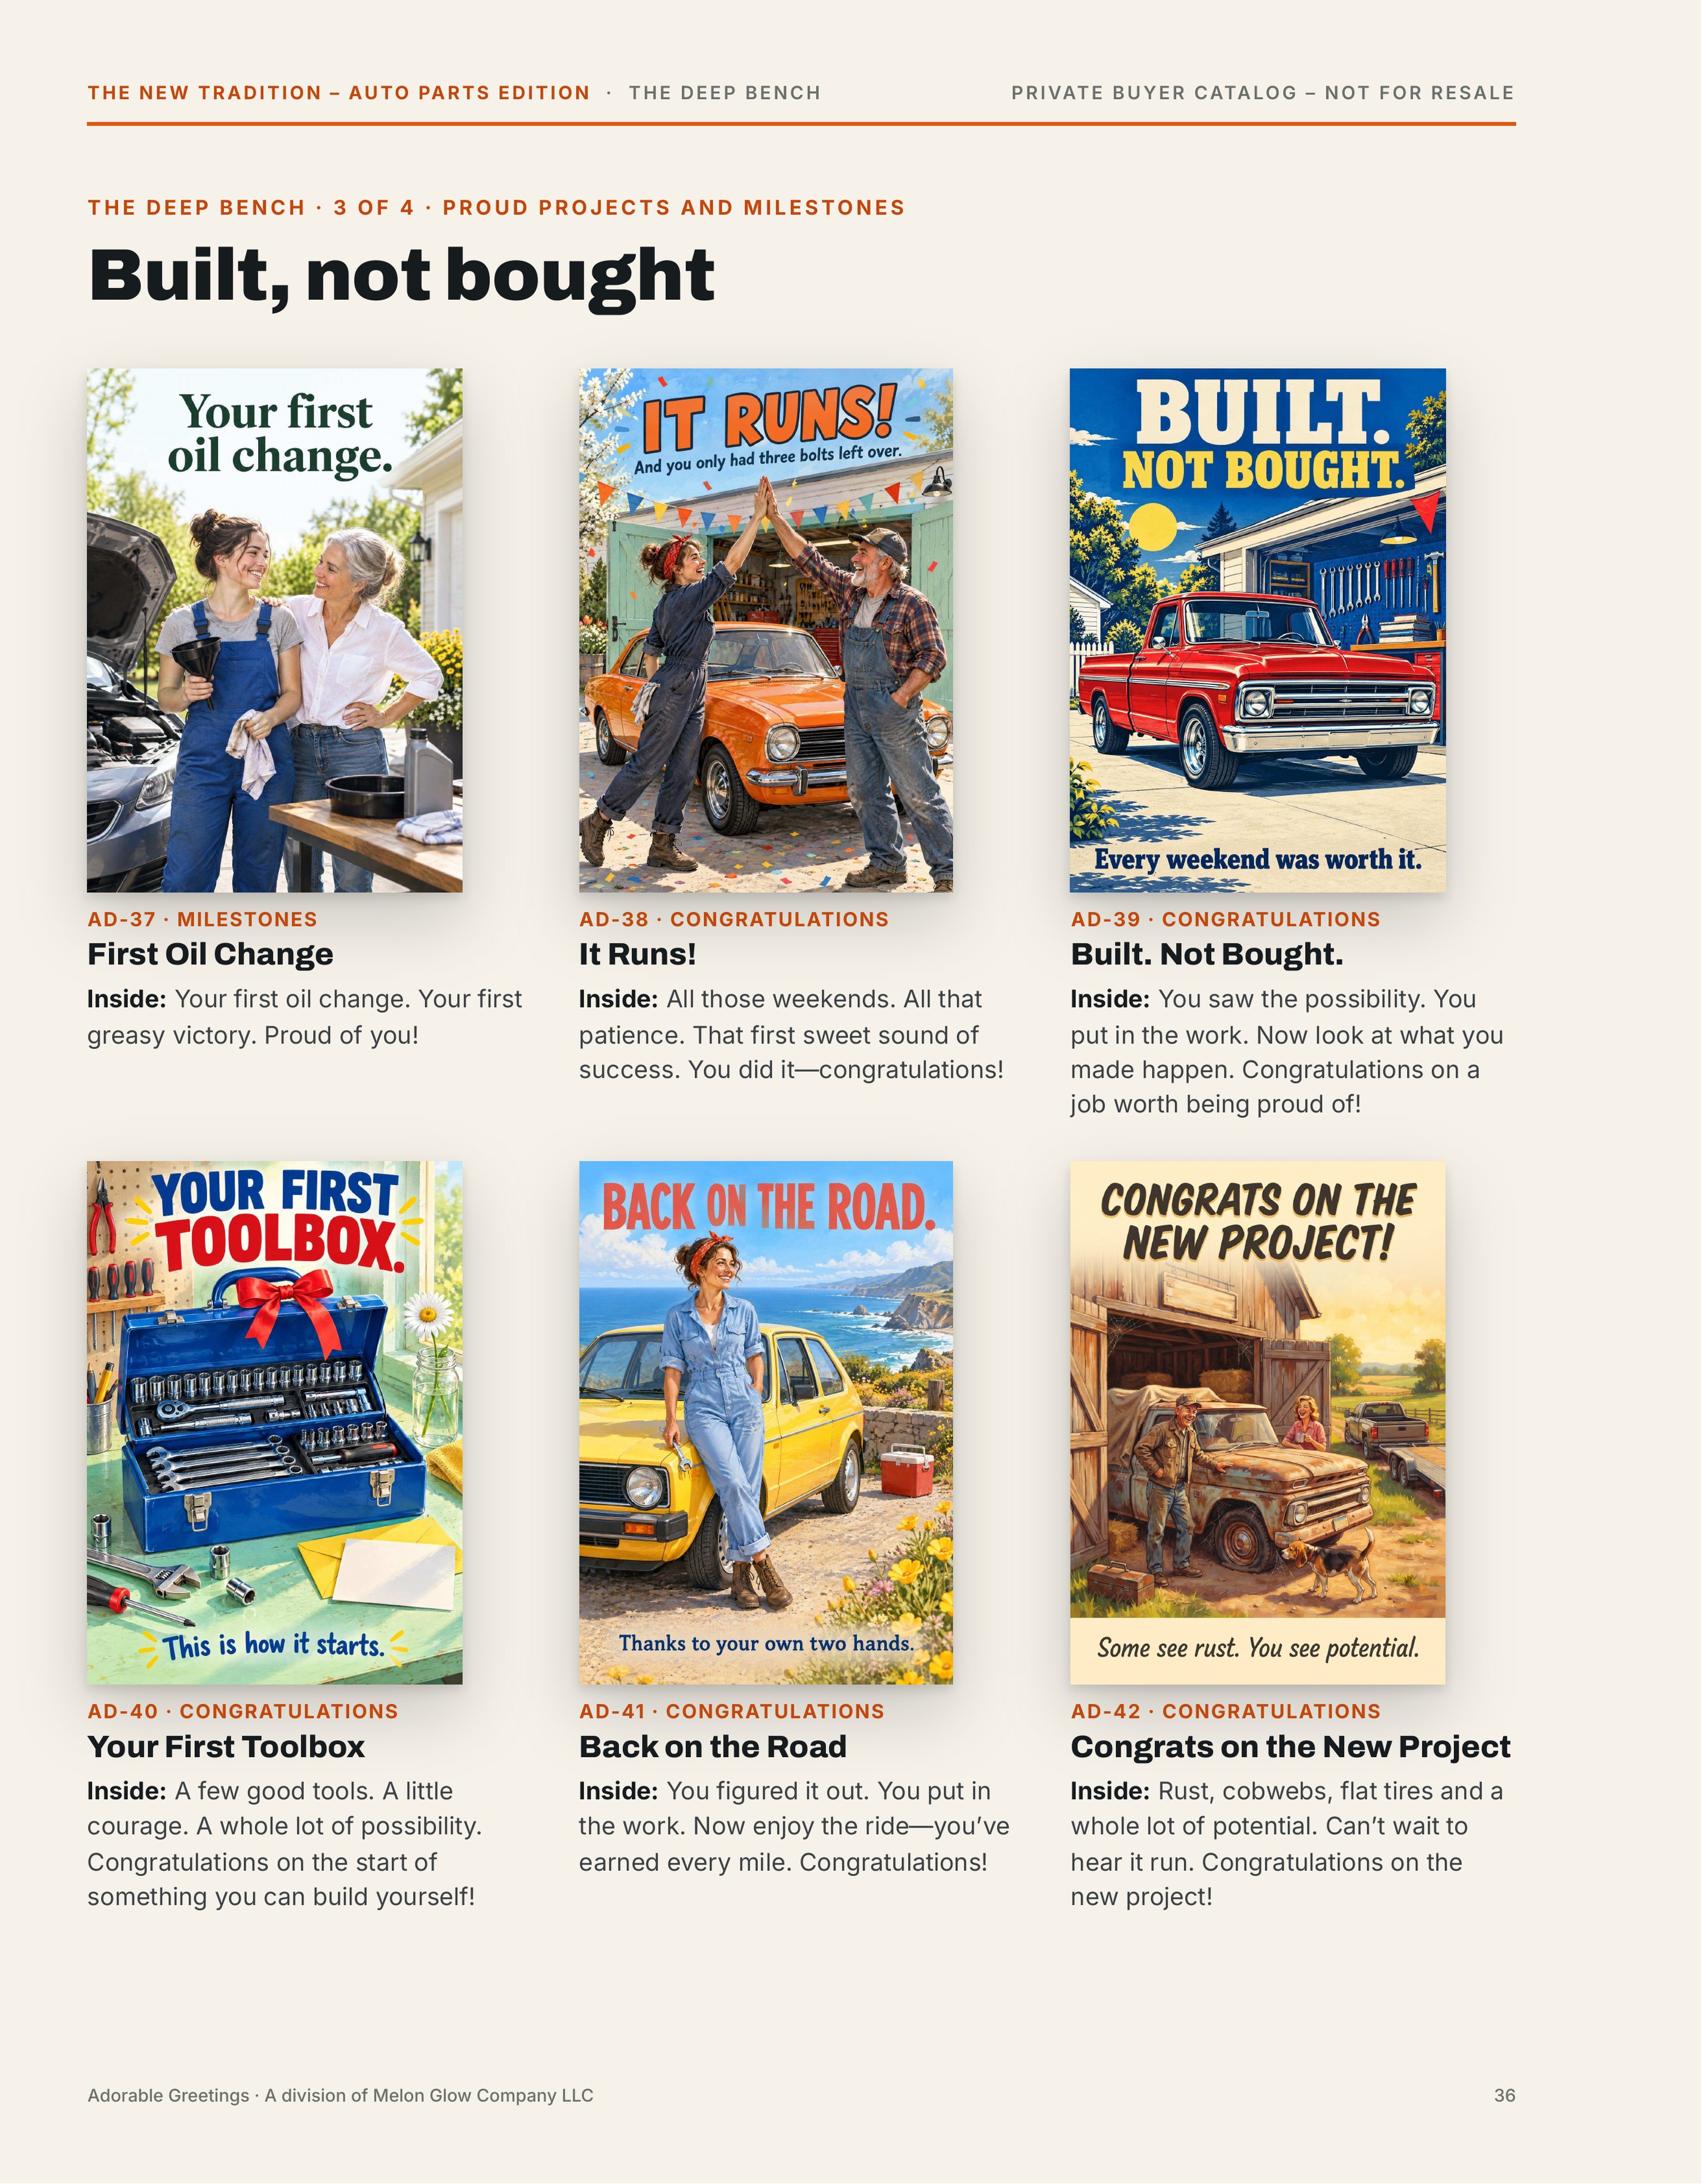 THE NEW TRADITION – AUTO PARTS EDITION · THE DEEP BENCH
PRIVATE BUYER CATALOG – NOT FOR RESALE
THE DEEP BENCH · 3 OF 4 · PROUD PROJECTS AND MILESTONES
Built, not bought
Your first
oil change.
AD-37 · MILESTONES
First Oil Change
Inside: Your first oil change. Your first
greasy victory. Proud of you!
IT RUNS!
And you only had three bolts left over.
AD-38 · CONGRATULATIONS
It Runs!
Inside: All those weekends. All that
patience. That first sweet sound of
success. You did it—congratulations!
BUILT.
NOT BOUGHT.
Every weekend was worth it.
AD-39 · CONGRATULATIONS
Built. Not Bought.
Inside: You saw the possibility. You
put in the work. Now look at what you
made happen. Congratulations on a
job worth being proud of!
YOUR FIRST
TOOLBOX.
This is how it starts.
AD-40 · CONGRATULATIONS
Your First Toolbox
Inside: A few good tools. A little
courage. A whole lot of possibility.
Congratulations on the start of
something you can build yourself!
BACK ON THE ROAD.
Thanks to your own two hands.
AD-41 · CONGRATULATIONS
Back on the Road
Inside: You figured it out. You put in
the work. Now enjoy the ride—you’ve
earned every mile. Congratulations!
CONGRATS ON THE
NEW PROJECT!
Some see rust. You see potential.
AD-42 · CONGRATULATIONS
Congrats on the New Project
Inside: Rust, cobwebs, flat tires and a
whole lot of potential. Can’t wait to
hear it run. Congratulations on the
new project!
Adorable Greetings · A division of Melon Glow Company LLC
36